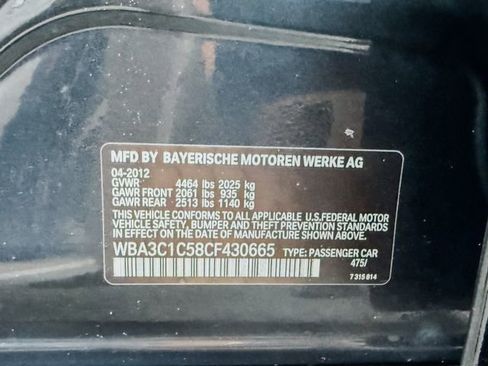 MFD BY BAYERISCHE MOTOREN WERKE AG
04-2012
GVWR 4464 lbs 2025 kg
GAWR FRONT 2061 lbs 935 kg
GAWR REAR 2513 lbs 1140 kg
THIS VEHICLE CONFORMS TO ALL APPLICABLE U.S.FEDERAL MOTOR
VEHICLE SAFETY, BUMPER AND THEFT PREVENTION STANDARDS
IN EFFECT ON THE DATE OF MANUFACTURE SHOWN ABOVE.
WBA3C1C58CF430665 TYPE: PASSENGER CAR
475/
7 315 814